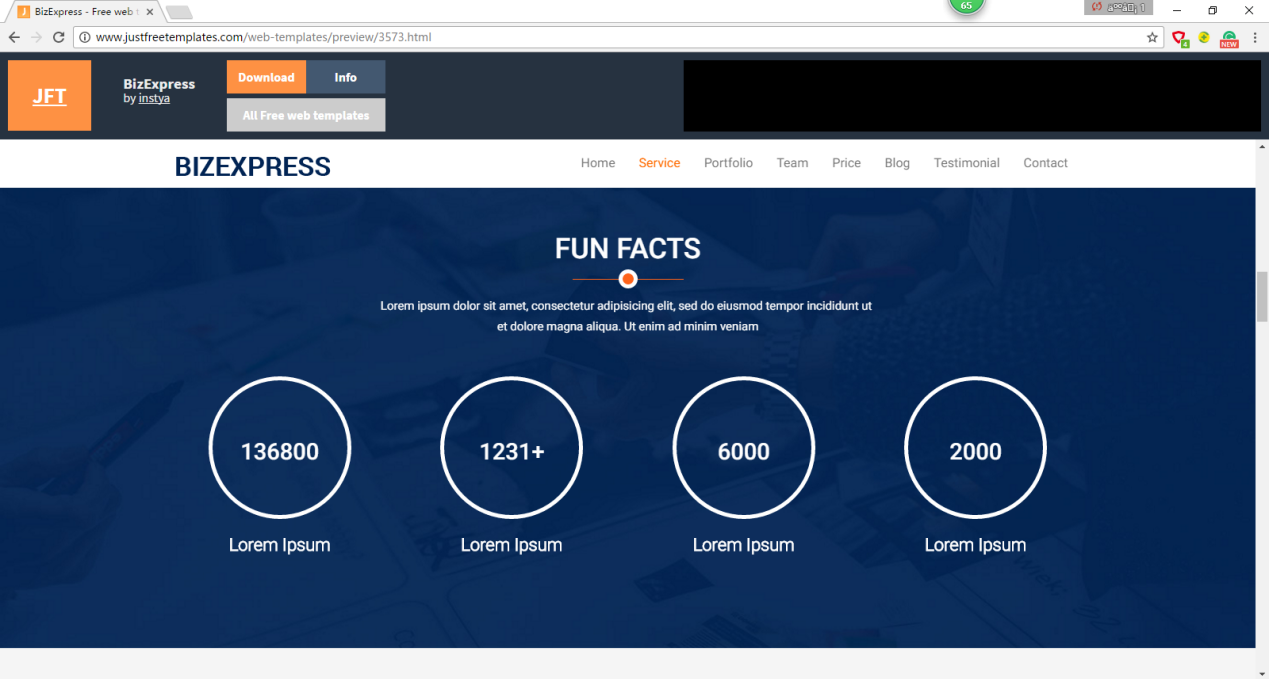 65
BizExpress - Free web t
www.justfreetemplates.com/web-templates/preview/3573.html
4
NEW
JFT
BizExpress
by instya
Download
Info
All Free web templates
BIZEXPRESS
Home Service Portfolio Team Price Blog Testimonial Contact
FUN FACTS
Lorem ipsum dolor sit amet, consectetur adipisicing elit, sed do eiusmod tempor incididunt ut
et dolore magna aliqua. Ut enim ad minim veniam
136800 1231+ 6000 2000
Lorem Ipsum Lorem Ipsum Lorem Ipsum Lorem Ipsum